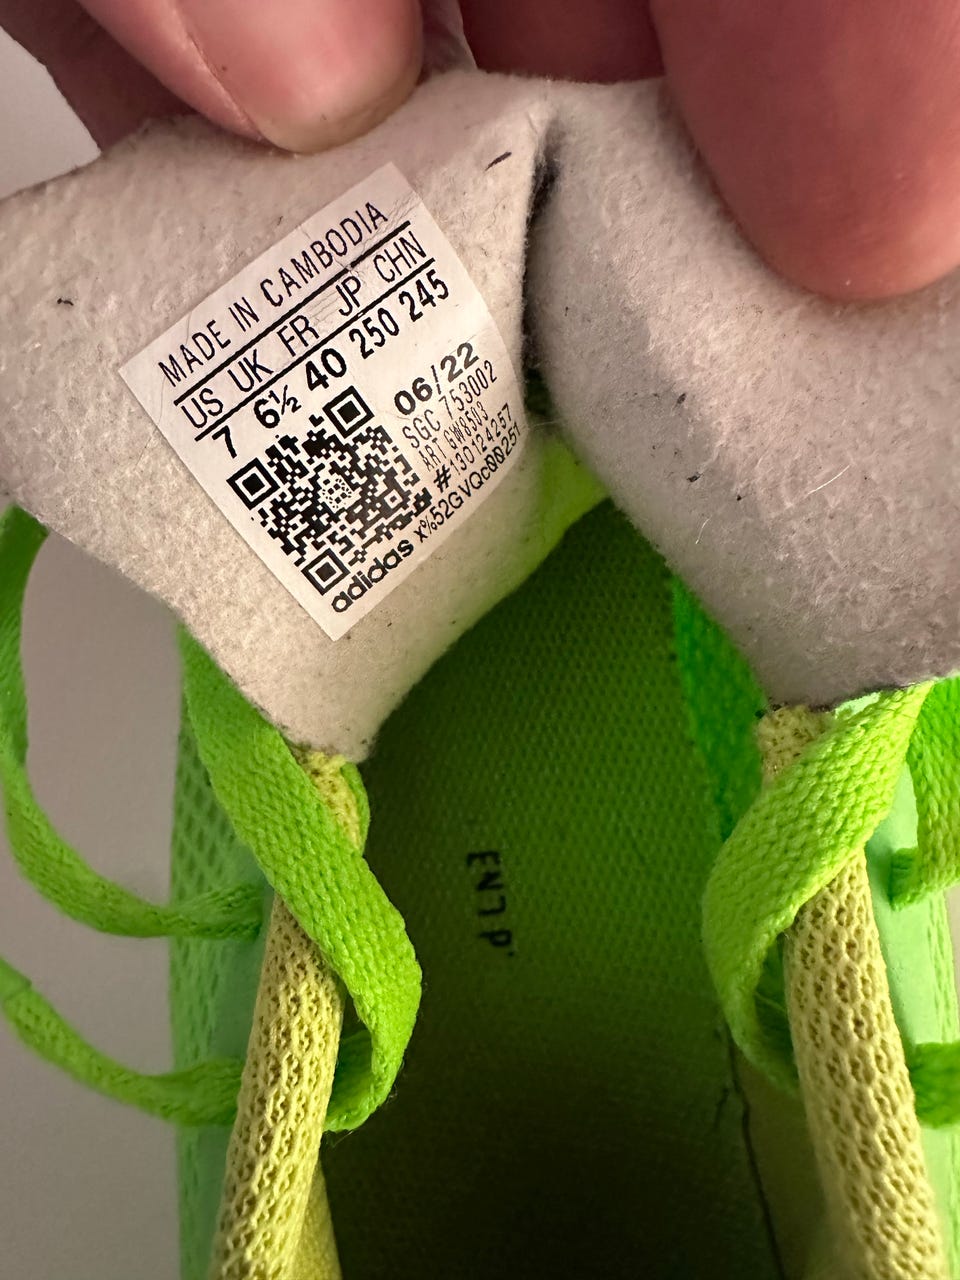 MADE IN CAMBODIA
US UK FR JP CHN
7 6½ 40 250 245
06/22
SGC 753002
ART GW8503
#130124257
adidas x%52GVQc00251